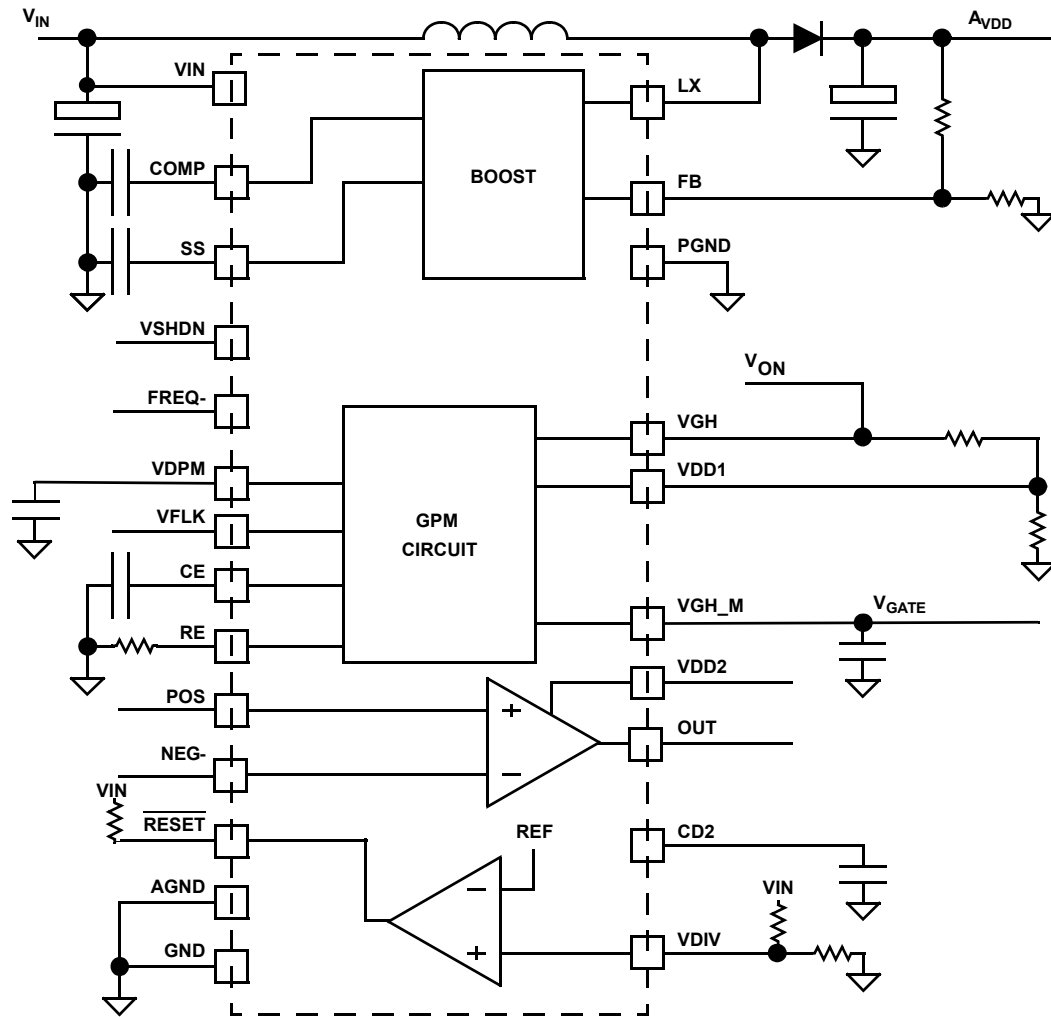 VIN
AVDD
VIN
LX
COMP
BOOST
FB
SS
PGND
VSHDN
VON
FREQ-
VGH
VDPM
VDD1
VFLK
GPM
CIRCUIT
CE
VGH_M
VGATE
RE
VDD2
POS
+
OUT
NEG-
−
VIN
RESET
REF
CD2
AGND
−
VIN
GND
+
VDIV